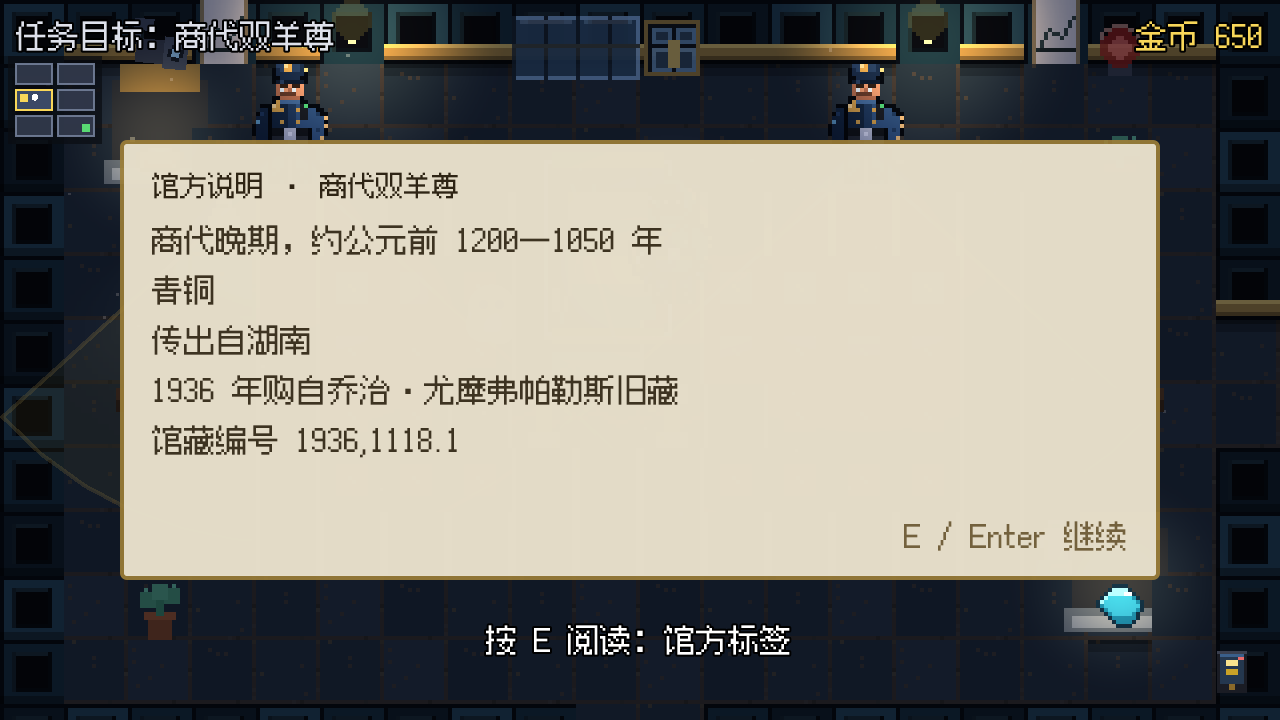 任务目标：商代双羊尊
金币 650
馆方说明 · 商代双羊尊
商代晚期，约公元前 1200—1050 年
青铜
传出自湖南
1936 年购自乔治·尤摩弗帕勒斯旧藏
馆藏编号 1936,1118.1
E / Enter 继续
按 E 阅读：馆方标签